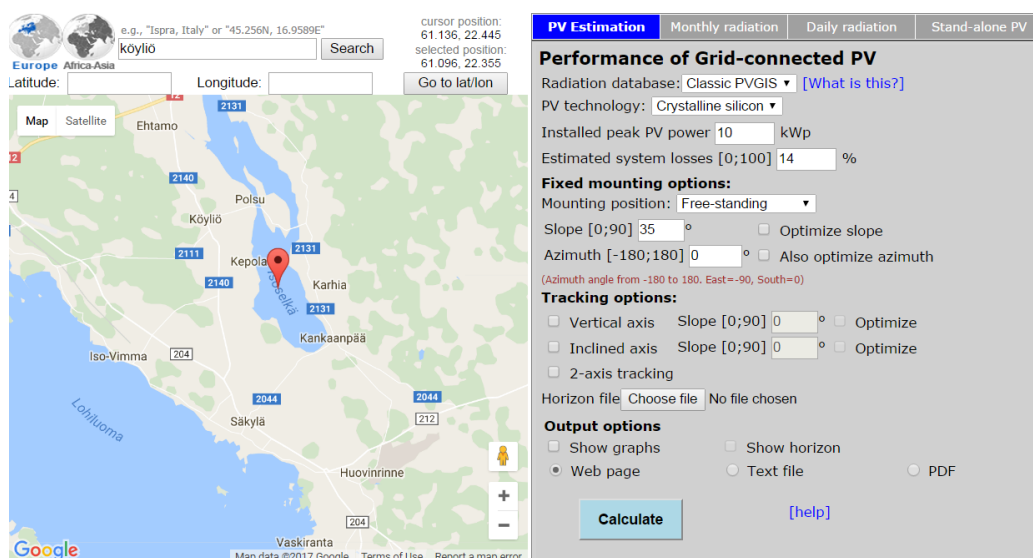 e.g., "Ispra, Italy" or "45.256N, 16.9589E"
köyliö
Search
Europe Africa-Asia
cursor position:
61.136, 22.445
selected position:
61.096, 22.355
Latitude:
Longitude:
Go to lat/lon
Map Satellite
12
2131
Ehtamo
12
2140
4
Polsu
Köyliö
2111
2131
Kepola
2140
Karhia
Isoselkä
2131
Kankaanpää
Iso-Vimma
204
Lohiluoma
2044
2044
Säkylä
212
Huovinrinne
+
204
−
Vaskiranta
Google
Map data ©2017 Google Terms of Use Report a map error
PV Estimation Monthly radiation Daily radiation Stand-alone PV
Performance of Grid-connected PV
Radiation database: Classic PVGIS ▾ [What is this?]
PV technology: Crystalline silicon ▾
Installed peak PV power 10 kWp
Estimated system losses [0;100] 14 %
Fixed mounting options:
Mounting position: Free-standing ▾
Slope [0;90] 35 º Optimize slope
Azimuth [-180;180] 0 º Also optimize azimuth
(Azimuth angle from -180 to 180. East=-90, South=0)
Tracking options:
Vertical axis Slope [0;90] 0 º Optimize
Inclined axis Slope [0;90] 0 º Optimize
2-axis tracking
Horizon file Choose file No file chosen
Output options
Show graphs Show horizon
Web page Text file PDF
Calculate [help]